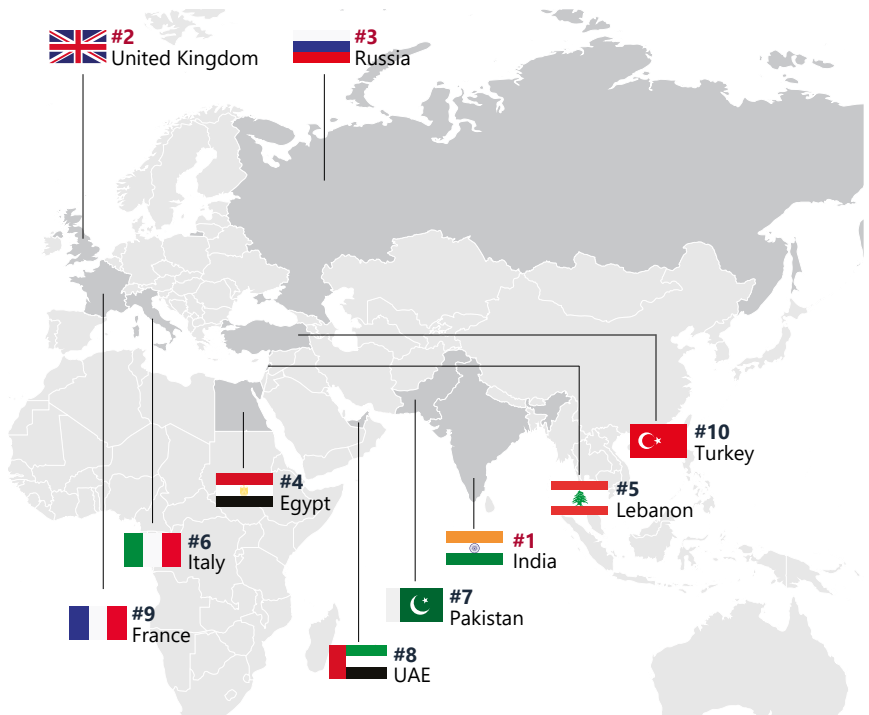 #2
United Kingdom
#3
Russia
#10
Turkey
#4
Egypt
#5
Lebanon
#6
Italy
#1
India
#7
Pakistan
#9
France
#8
UAE